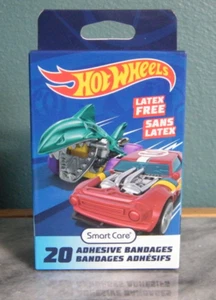 HOT WHEELS
LATEX
FREE
SANS
LATEX
Smart Care®
20 ADHESIVE BANDAGES
BANDAGES ADHÉSIFS